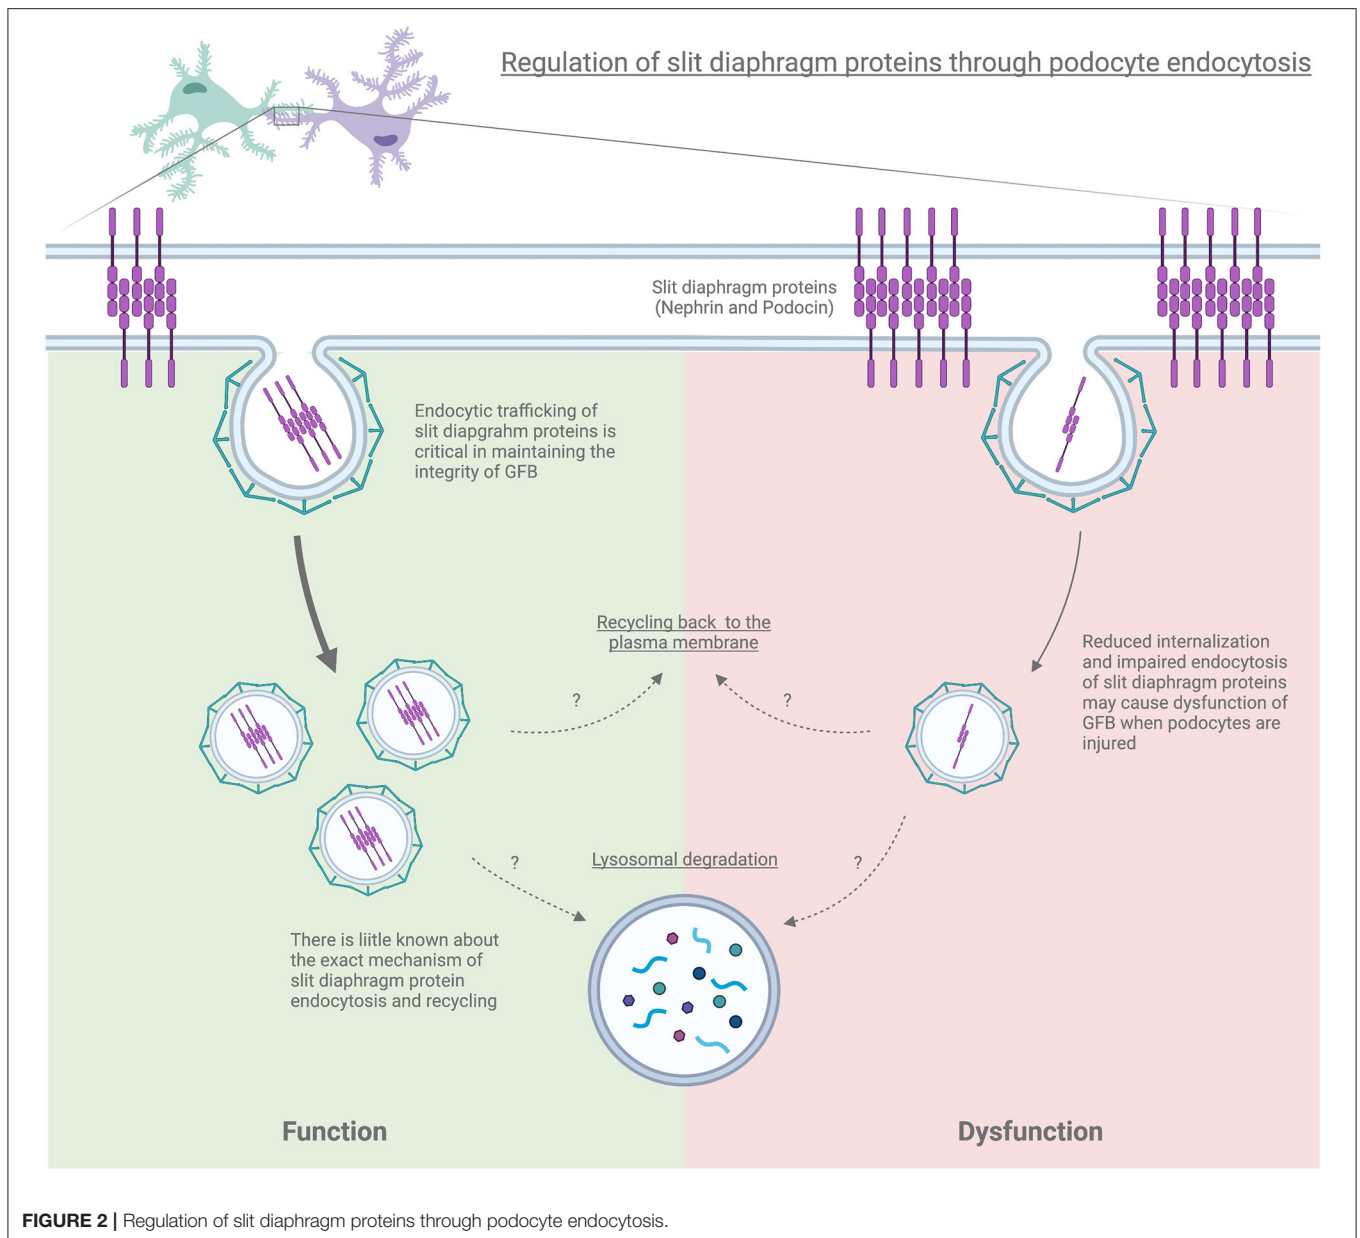 Regulation of slit diaphragm proteins through podocyte endocytosis
Slit diaphragm proteins
(Nephrin and Podocin)
Endocytic trafficking of
slit diapgrahm proteins is
critical in maintaining the
integrity of GFB
Recycling back to the
plasma membrane
Reduced internalization
and impaired endocytosis
of slit diaphragm proteins
may cause dysfunction of
GFB when podocytes are
injured
?
?
?
Lysosomal degradation
?
There is liitle known about
the exact mechanism of
slit diaphragm protein
endocytosis and recycling
Function
Dysfunction
FIGURE 2 | Regulation of slit diaphragm proteins through podocyte endocytosis.